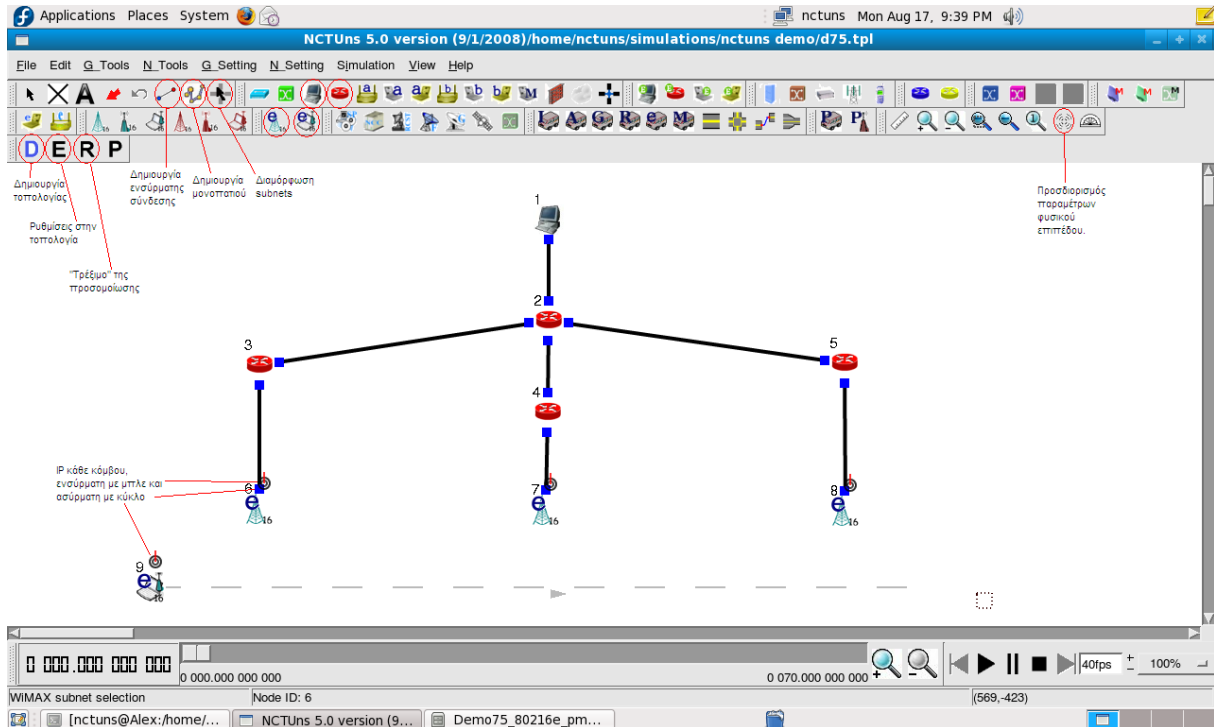 Applications Places System
nctuns Mon Aug 17, 9:39 PM
NCTUns 5.0 version (9/1/2008)/home/nctuns/simulations/nctuns demo/d75.tpl
File Edit G_Tools N_Tools G_Setting N_Setting Simulation View Help
D E R P
Δημιουργία
τοπολογίας
Δημιουργία
ενσύρματης
σύνδεσης
Δημιουργία
μονοπατιού
Διαμόρφωση
subnets
Προσδιορισμός
παραμέτρων
φυσικού
επιπέδου.
Ρυθμίσεις στην
τοπολογία
"Τρέξιμο" της
προσομοίωσης
1
2
3
4
5
IP κάθε κόμβου,
ενσύρματη με μπλε και
ασύρματη με κύκλο
6
e
16
7
e
16
8
e
16
9
e
16
0 000.000 000 000
0 000.000 000 000
0 070.000 000 000
40fps
100%
WiMAX subnet selection
Node ID: 6
(569,-423)
[nctuns@Alex:/home/...
NCTUns 5.0 version (9...
Demo75_80216e_pm...